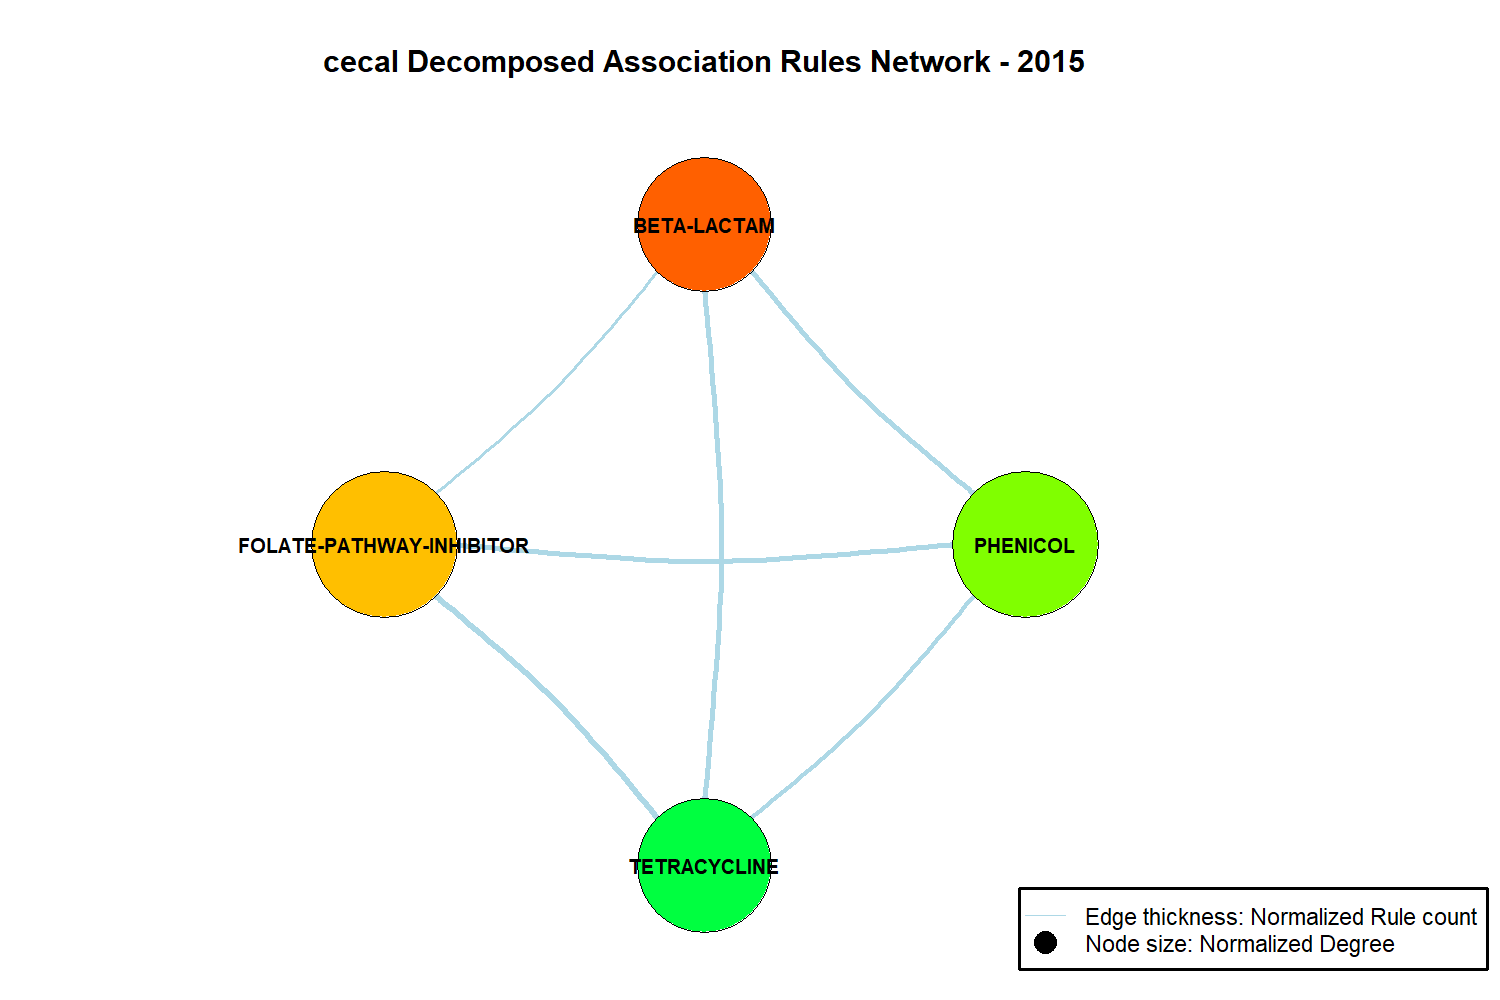 cecal Decomposed Association Rules Network - 2015
BETA-LACTAM
FOLATE-PATHWAY-INHIBITOR
PHENICOL
TETRACYCLINE
Edge thickness: Normalized Rule count
Node size: Normalized Degree